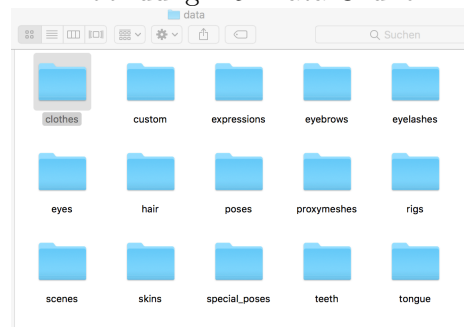 data
Suchen
clothes custom expressions eyebrows eyelashes
eyes hair poses proxymeshes rigs
scenes skins special_poses teeth tongue